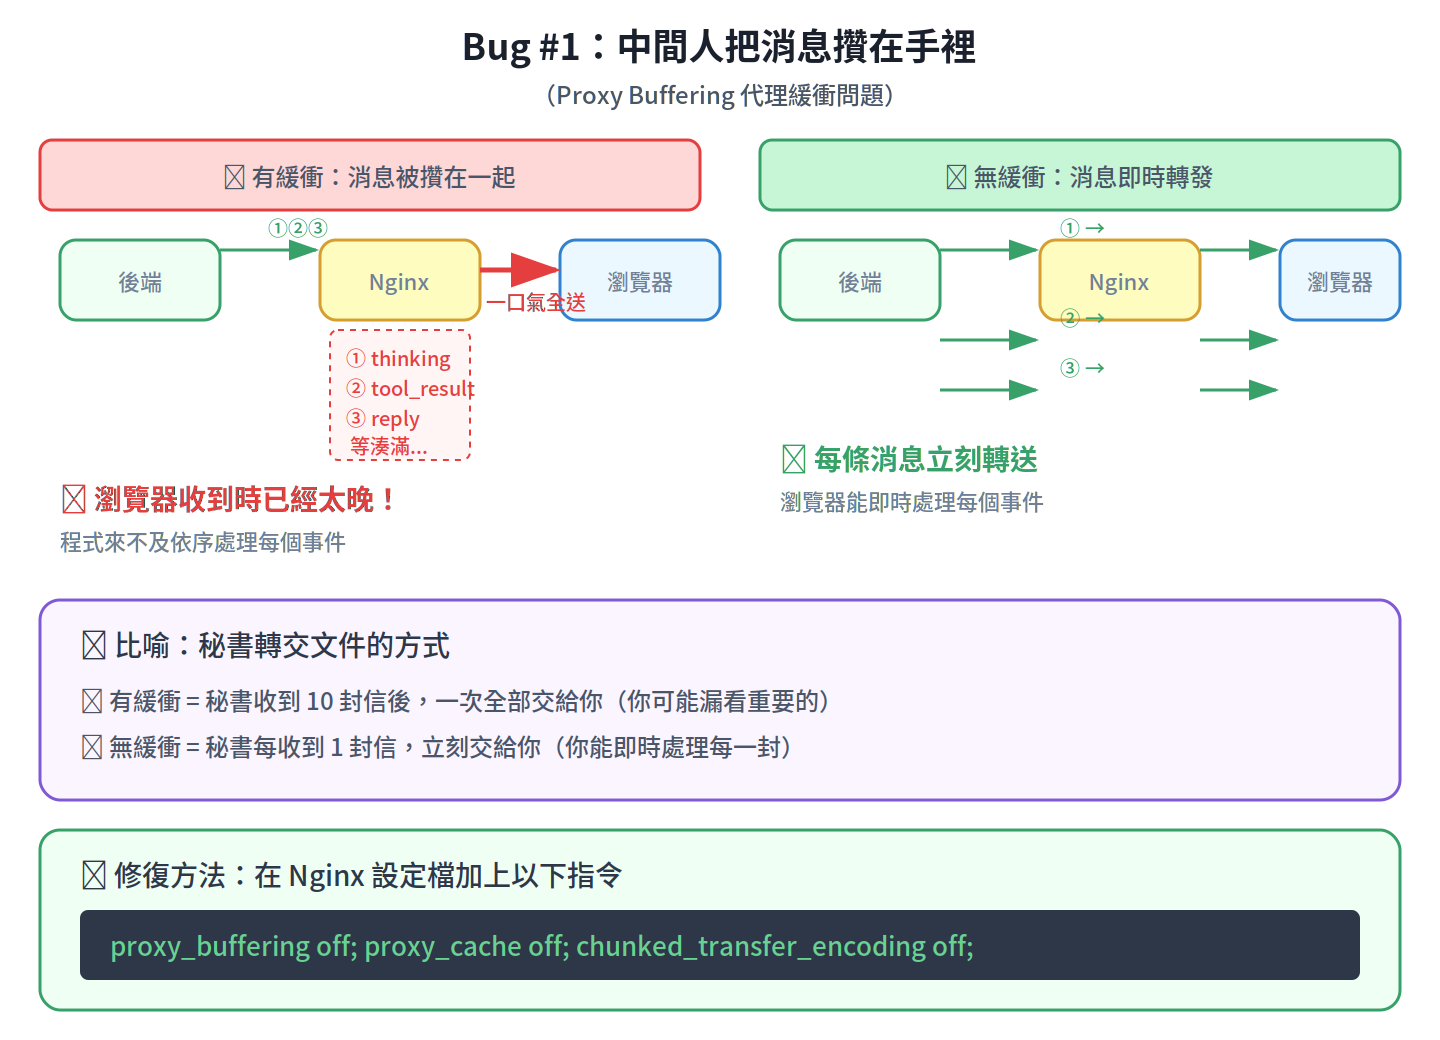 Bug #1：中間人把消息攢在手裡
（Proxy Buffering 代理緩衝問題）
有緩衝：消息被攢在一起
①②③
後端
Nginx
瀏覽器
一口氣全送
① thinking
② tool_result
③ reply
等湊滿...
瀏覽器收到時已經太晚！
程式來不及依序處理每個事件
無緩衝：消息即時轉發
① →
後端
Nginx
瀏覽器
② →
③ →
每條消息立刻轉送
瀏覽器能即時處理每個事件
比喻：秘書轉交文件的方式
有緩衝 = 秘書收到 10 封信後，一次全部交給你（你可能漏看重要的）
無緩衝 = 秘書每收到 1 封信，立刻交給你（你能即時處理每一封）
修復方法：在 Nginx 設定檔加上以下指令
proxy_buffering off; proxy_cache off; chunked_transfer_encoding off;